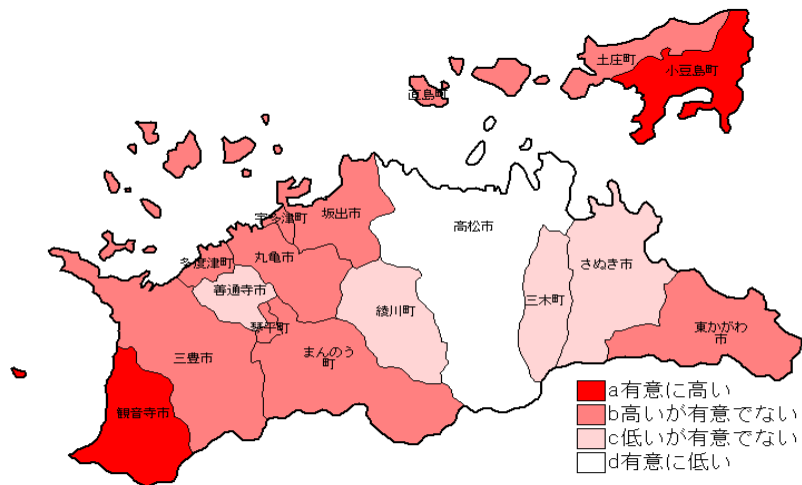 土庄町
小豆島町
直島町
宇多津町
坂出市
高松市
多度津町
丸亀市
さぬき市
善通寺市
綾川町
三木町
琴平町
東かがわ
市
三豊市
まんのう
町
観音寺市
a有意に高い
b高いが有意でない
c低いが有意でない
d有意に低い